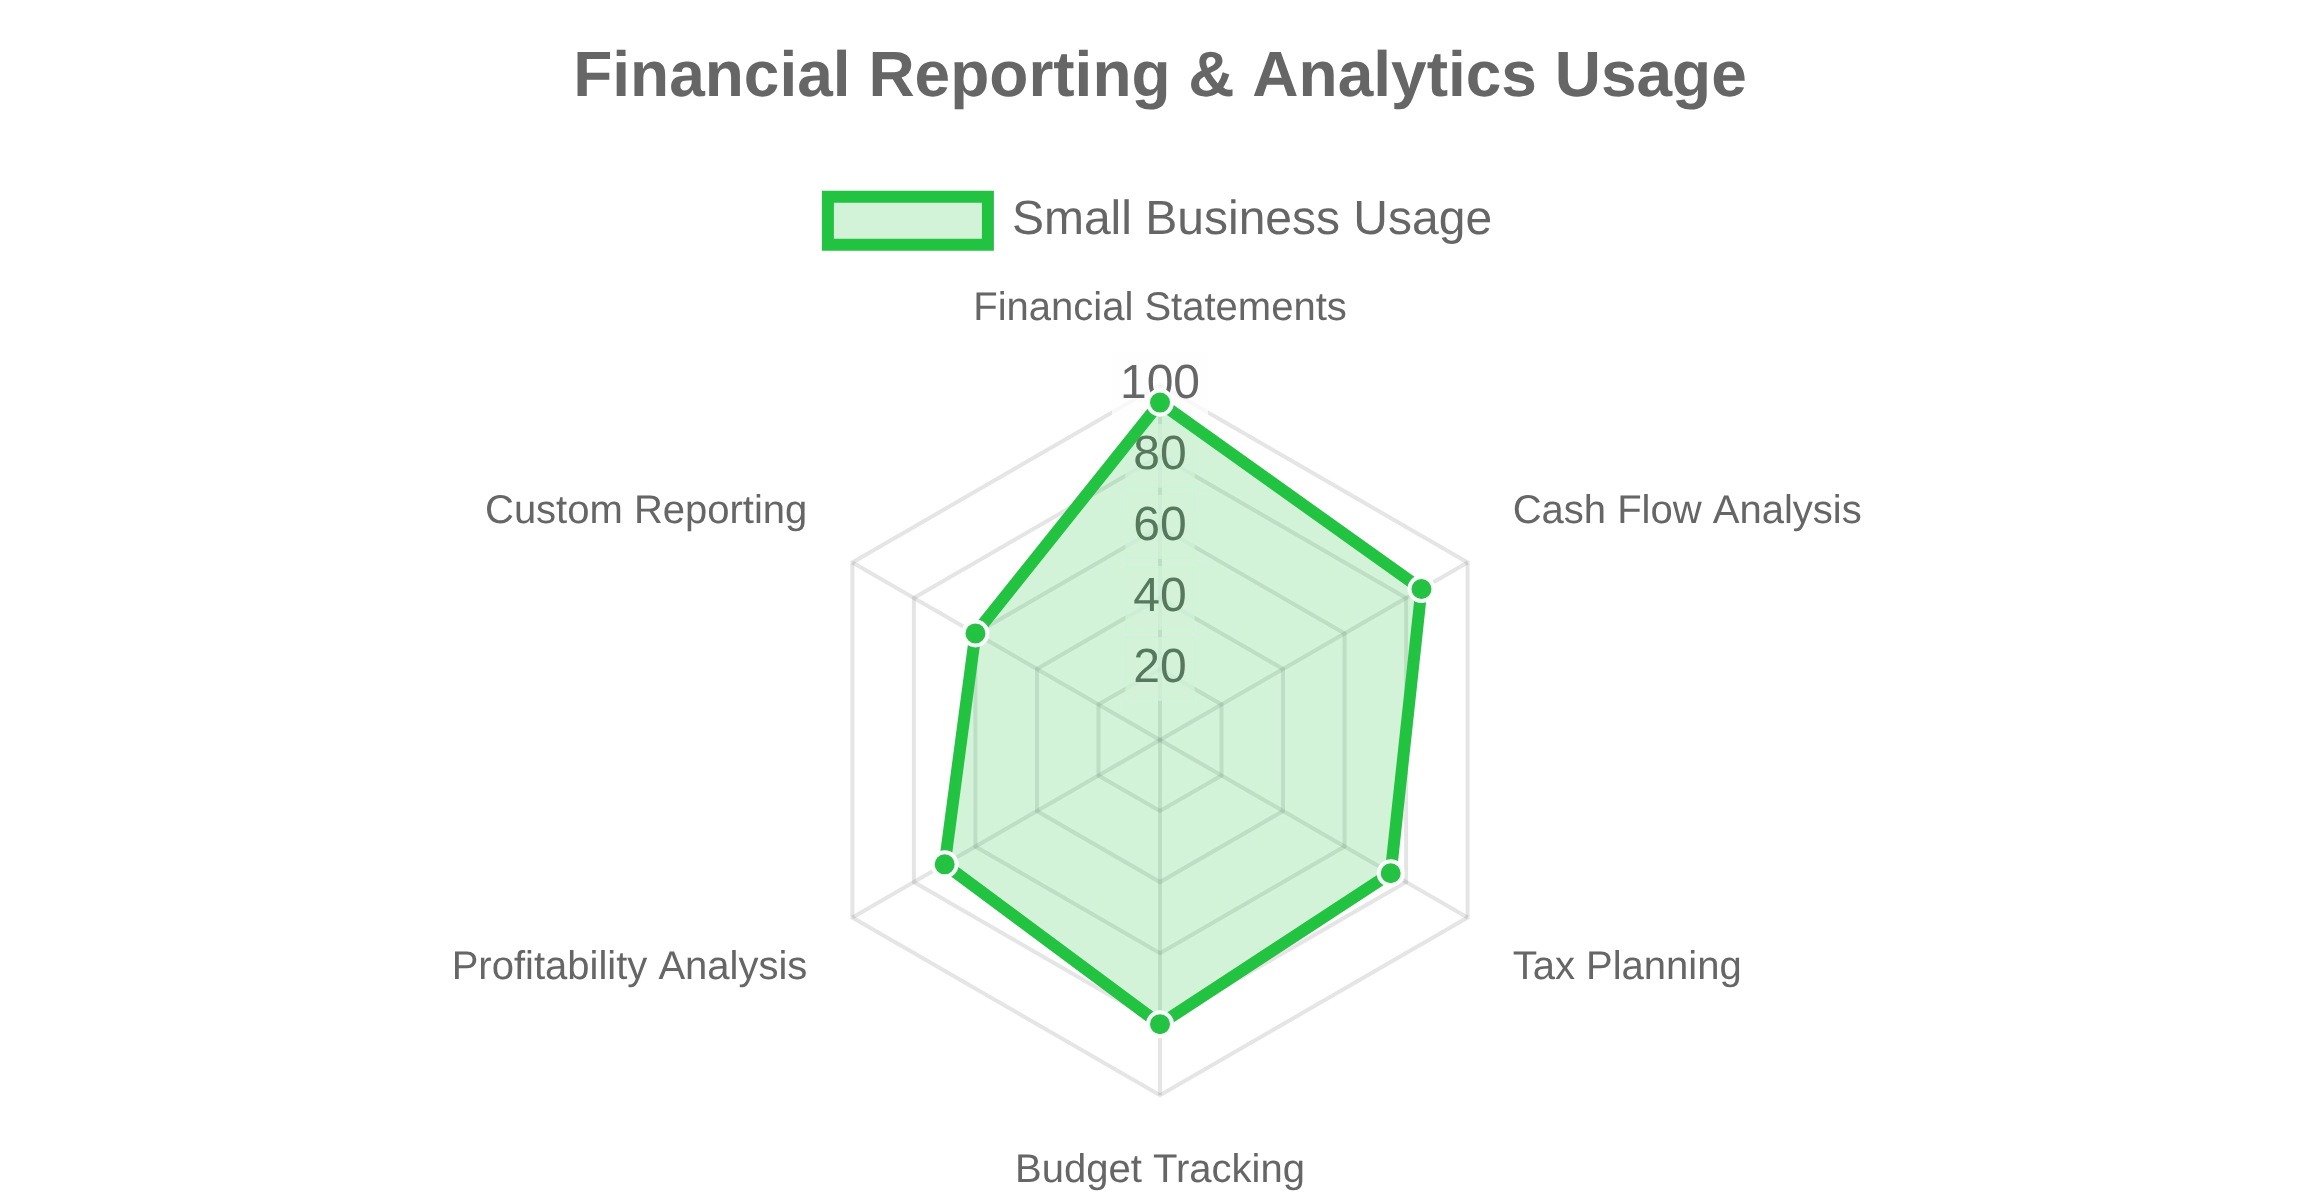 Financial Reporting & Analytics Usage
Small Business Usage
Financial Statements
100
80
60
40
20
Custom Reporting
Cash Flow Analysis
Profitability Analysis
Tax Planning
Budget Tracking